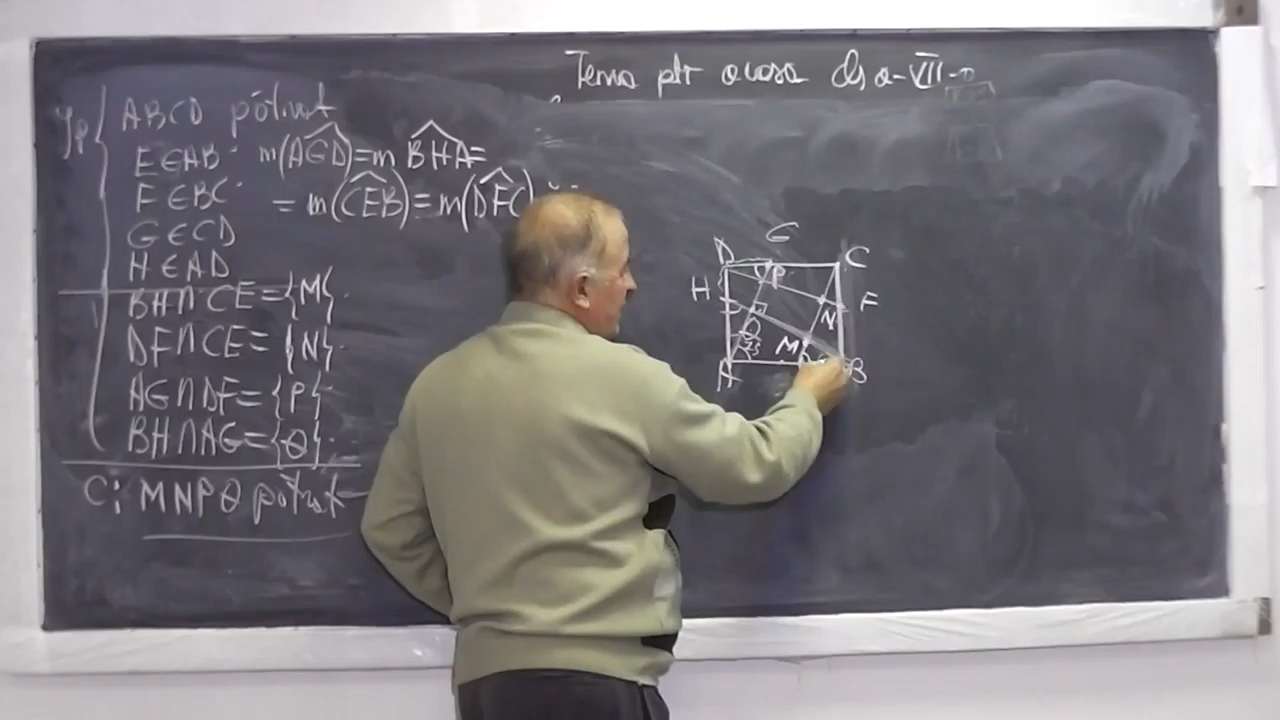 Tema ptr acasa cls a-VII-a
Ip { ABCD pătrat
E∈AB m(AGD)=m BHA=
F∈BC = m(CEB)=m(DFC)
G∈CD
H∈AD
BH∩CE={M}
DF∩CE={N}
AG∩DF={P}
BH∩AG={Q}
C: MNPQ pătrat
D G C
H P F
Q N
M
A B